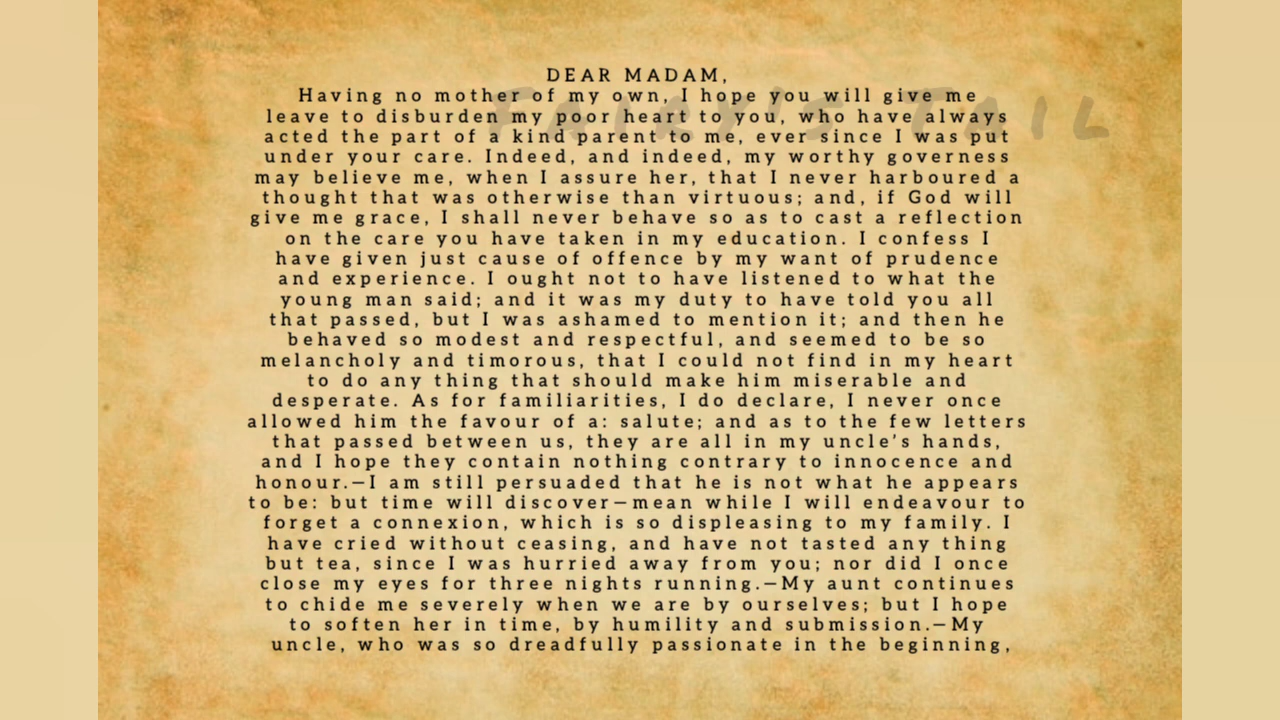 DEAR MADAM,
Having no mother of my own, I hope you will give me
leave to disburden my poor heart to you, who have always
acted the part of a kind parent to me, ever since I was put
under your care. Indeed, and indeed, my worthy governess
may believe me, when I assure her, that I never harboured a
thought that was otherwise than virtuous; and, if God will
give me grace, I shall never behave so as to cast a reflection
on the care you have taken in my education. I confess I
have given just cause of offence by my want of prudence
and experience. I ought not to have listened to what the
young man said; and it was my duty to have told you all
that passed, but I was ashamed to mention it; and then he
behaved so modest and respectful, and seemed to be so
melancholy and timorous, that I could not find in my heart
to do any thing that should make him miserable and
desperate. As for familiarities, I do declare, I never once
allowed him the favour of a: salute; and as to the few letters
that passed between us, they are all in my uncle's hands,
and I hope they contain nothing contrary to innocence and
honour.—I am still persuaded that he is not what he appears
to be: but time will discover—mean while I will endeavour to
forget a connexion, which is so displeasing to my family. I
have cried without ceasing, and have not tasted any thing
but tea, since I was hurried away from you; nor did I once
close my eyes for three nights running.—My aunt continues
to chide me severely when we are by ourselves; but I hope
to soften her in time, by humility and submission.—My
uncle, who was so dreadfully passionate in the beginning,
FAIRY'S TAIL